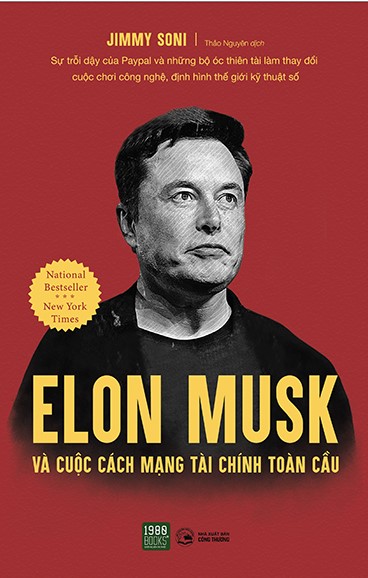 JIMMY SONI | Thảo Nguyên dịch
Sự trỗi dậy của Paypal và những bộ óc thiên tài làm thay đổi
cuộc chơi công nghệ, định hình thế giới kỹ thuật số
National
Bestseller
***
New York
Times
ELON MUSK
VÀ CUỘC CÁCH MẠNG TÀI CHÍNH TOÀN CẦU
1980
BOOKS
NHÀ XUẤT BẢN
CÔNG THƯƠNG